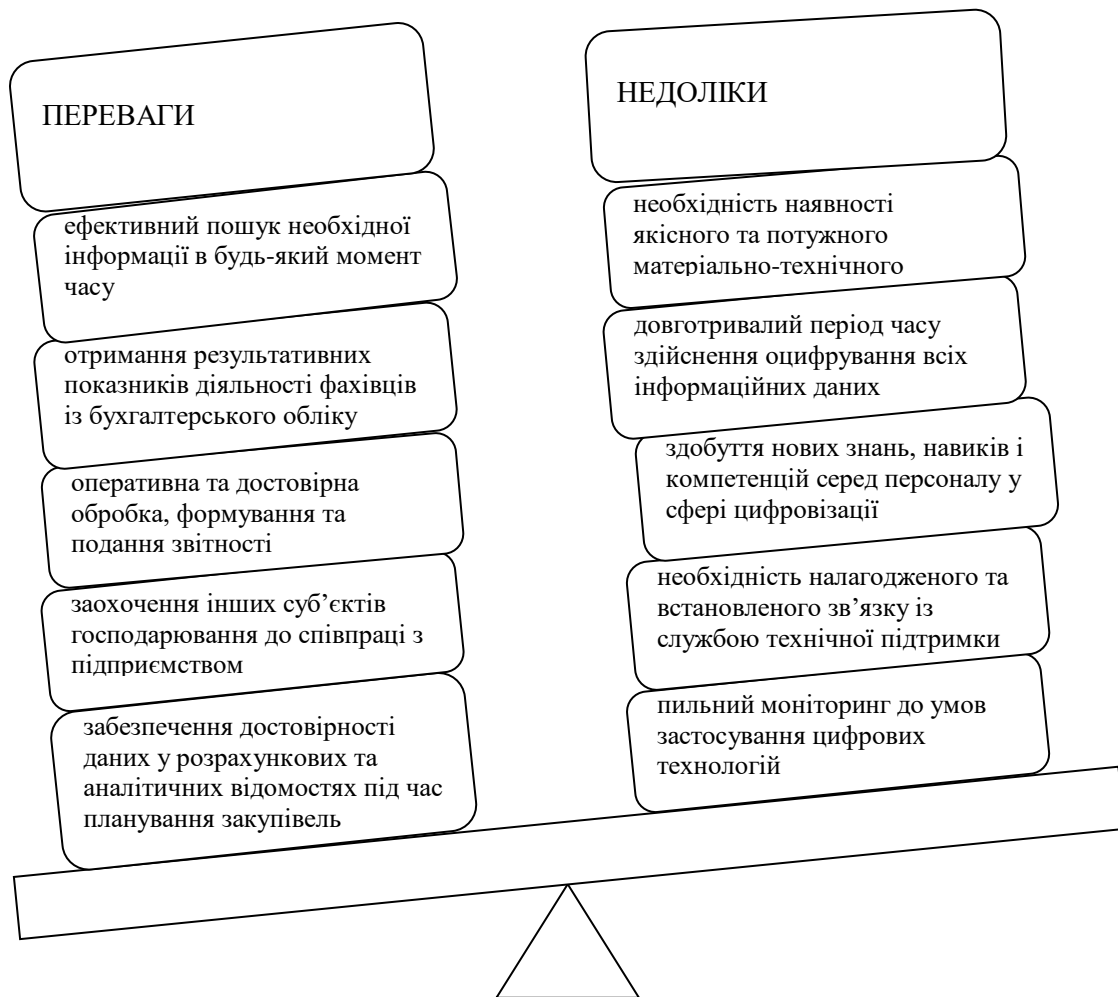 ПЕРЕВАГИ
ефективний пошук необхідної
інформації в будь-який момент
часу
отримання результативних
показників діяльності фахівців
із бухгалтерського обліку
оперативна та достовірна
обробка, формування та
подання звітності
заохочення інших суб’єктів
господарювання до співпраці з
підприємством
забезпечення достовірності
даних у розрахункових та
аналітичних відомостях під час
планування закупівель
НЕДОЛІКИ
необхідність наявності
якісного та потужного
матеріально-технічного
довготривалий період часу
здійснення оцифрування всіх
інформаційних даних
здобуття нових знань, навиків і
компетенцій серед персоналу у
сфері цифровізації
необхідність налагодженого та
встановленого зв’язку із
службою технічної підтримки
пильний моніторинг до умов
застосування цифрових
технологій